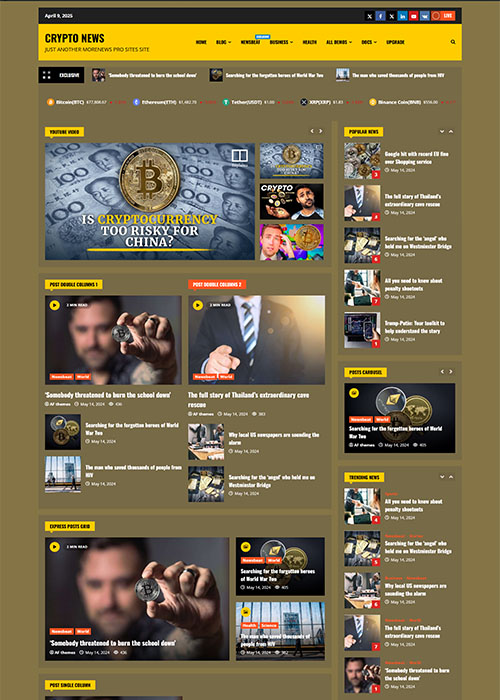 April 9, 2025
LIVE
CRYPTO NEWS
JUST ANOTHER MORENEWS PRO SITES SITE
HOME
BLOG
NEWSBEAT
BUSINESS
HEALTH
ALL DEMOS
DOCS
UPGRADE
EXCLUSIVE
'Somebody threatened to burn the school down'
Searching for the forgotten heroes of World War Two
The man who saved thousands of people from HIV
Bitcoin(BTC)
Ethereum(ETH)
Tether(USDT)
XRP(XRP)
Binance Coin(BNB)
YOUTUBE VIDEO
IS CRYPTOCURRENCY
TOO RISKY FOR
CHINA?
CRYPTO
POST DOUBLE COLUMNS 1
2 MIN READ
Newsbeat World
'Somebody threatened to burn the school down'
AF themes May 14, 2024 436
Searching for the forgotten heroes of World
War Two
May 14, 2024
The man who saved thousands of people from
HIV
May 14, 2024
POST DOUBLE COLUMNS 2
Newsbeat World
The full story of Thailand's extraordinary cave
rescue
AF themes May 14, 2024 383
Why local US newspapers are sounding the
alarm
May 14, 2024
Searching for the 'angel' who held me on
Westminster Bridge
May 14, 2024
EXPRESS POSTS GRID
2 MIN READ
Newsbeat World
'Somebody threatened to burn the school down'
AF themes May 14, 2024 436
Newsbeat World
Searching for the forgotten heroes
of World War Two
May 14, 2024 405
Health Science
The man who saved thousands of
people from HIV
May 14, 2024 382
POST SINGLE COLUMN
POPULAR NEWS
Google hit with record EU fine
over Shopping service
May 14, 2024
3
The full story of Thailand's
extraordinary cave rescue
May 14, 2024
Searching for the 'angel' who
held me on Westminster Bridge
May 14, 2024
6
All you need to know about
penalty shootouts
May 14, 2024
7
Trump-Putin: Your toolkit to
help understand the story
May 14, 2024
1
POSTS CAROUSEL
Newsbeat World
Searching for the forgotten heroes of World
War Two
AF themes May 14, 2024 405
TRENDING NEWS
All you need to know about
penalty shootouts
May 14, 2024
4
Searching for the 'angel' who
held me on Westminster Bridge
May 14, 2024
5
Why local US newspapers are
sounding the alarm
May 14, 2024
6
The full story of Thailand's
extraordinary cave rescue
May 14, 2024
7
'Somebody threatened to burn
the school down'
May 14, 2024
1